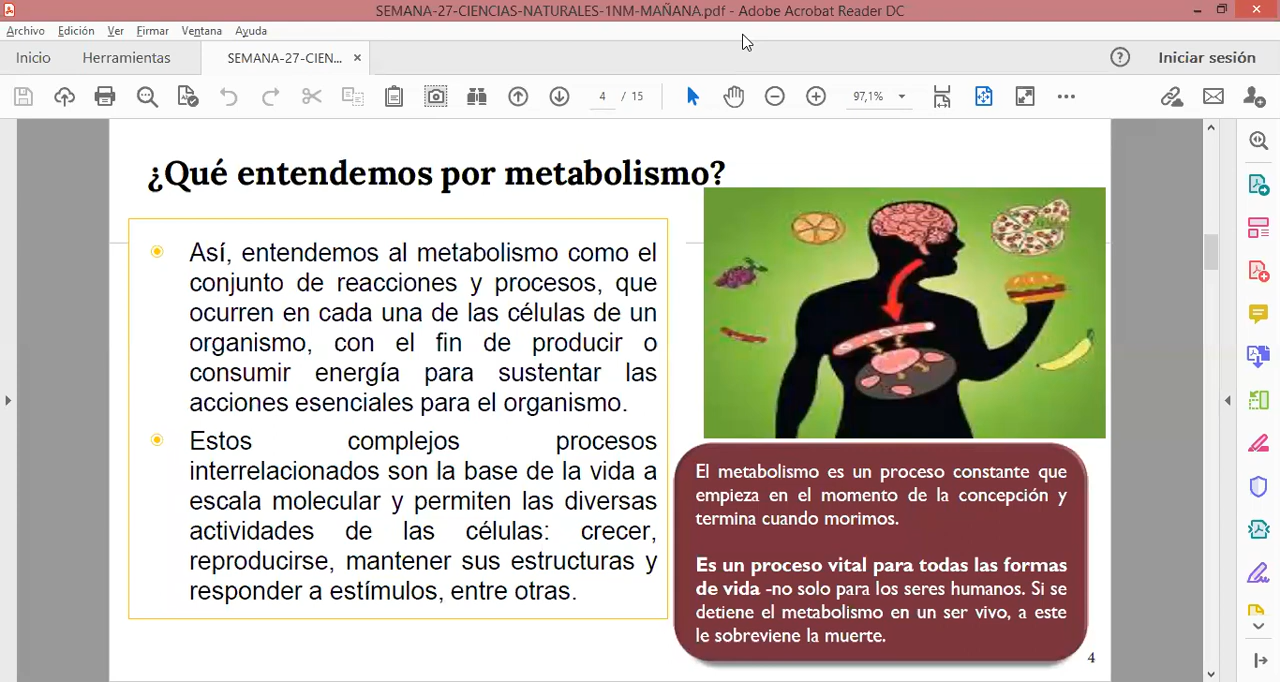 SEMANA-27-CIENCIAS-NATURALES-1NM-MAÑANA.pdf - Adobe Acrobat Reader DC
Archivo Edición Ver Firmar Ventana Ayuda
Inicio Herramientas SEMANA-27-CIEN... × Iniciar sesión
4 / 15 97,1%
¿Qué entendemos por metabolismo?
Así, entendemos al metabolismo como el
conjunto de reacciones y procesos, que
ocurren en cada una de las células de un
organismo, con el fin de producir o
consumir energía para sustentar las
acciones esenciales para el organismo.
Estos complejos procesos
interrelacionados son la base de la vida a
escala molecular y permiten las diversas
actividades de las células: crecer,
reproducirse, mantener sus estructuras y
responder a estímulos, entre otras.
El metabolismo es un proceso constante que
empieza en el momento de la concepción y
termina cuando morimos.
Es un proceso vital para todas las formas
de vida -no solo para los seres humanos. Si se
detiene el metabolismo en un ser vivo, a este
le sobreviene la muerte.
4